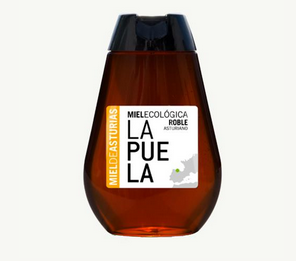 MIELDEASTURIAS
MIELECOLÓGICA
ROBLE
ASTURIANO
LA
PUE
LA